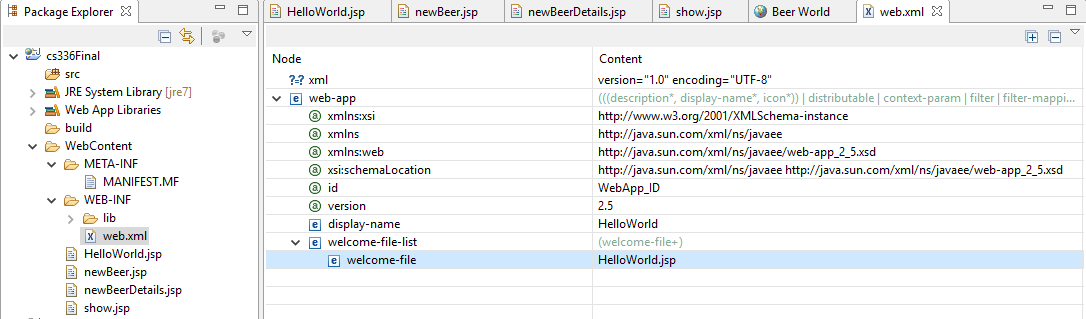 Package Explorer
cs336Final
src
JRE System Library [jre7]
Web App Libraries
build
WebContent
META-INF
MANIFEST.MF
WEB-INF
lib
web.xml
HelloWorld.jsp
newBeer.jsp
newBeerDetails.jsp
show.jsp
HelloWorld.jsp newBeer.jsp newBeerDetails.jsp show.jsp Beer World web.xml
Node Content
?=? xml version="1.0" encoding="UTF-8"
e web-app (((description*, display-name*, icon*)) | distributable | context-param | filter | filter-mappi...
a xmlns:xsi http://www.w3.org/2001/XMLSchema-instance
a xmlns http://java.sun.com/xml/ns/javaee
a xmlns:web http://java.sun.com/xml/ns/javaee/web-app_2_5.xsd
a xsi:schemaLocation http://java.sun.com/xml/ns/javaee http://java.sun.com/xml/ns/javaee/web-app_2_5.xsd
a id WebApp_ID
a version 2.5
e display-name HelloWorld
e welcome-file-list (welcome-file+)
e welcome-file HelloWorld.jsp